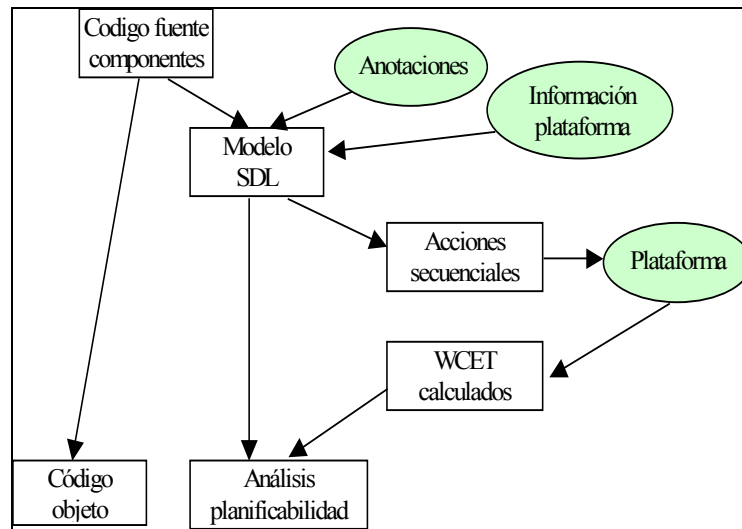 Codigo fuente
componentes
Anotaciones
Información
plataforma
Modelo
SDL
Acciones
secuenciales
Plataforma
WCET
calculados
Código
objeto
Análisis
planificabilidad